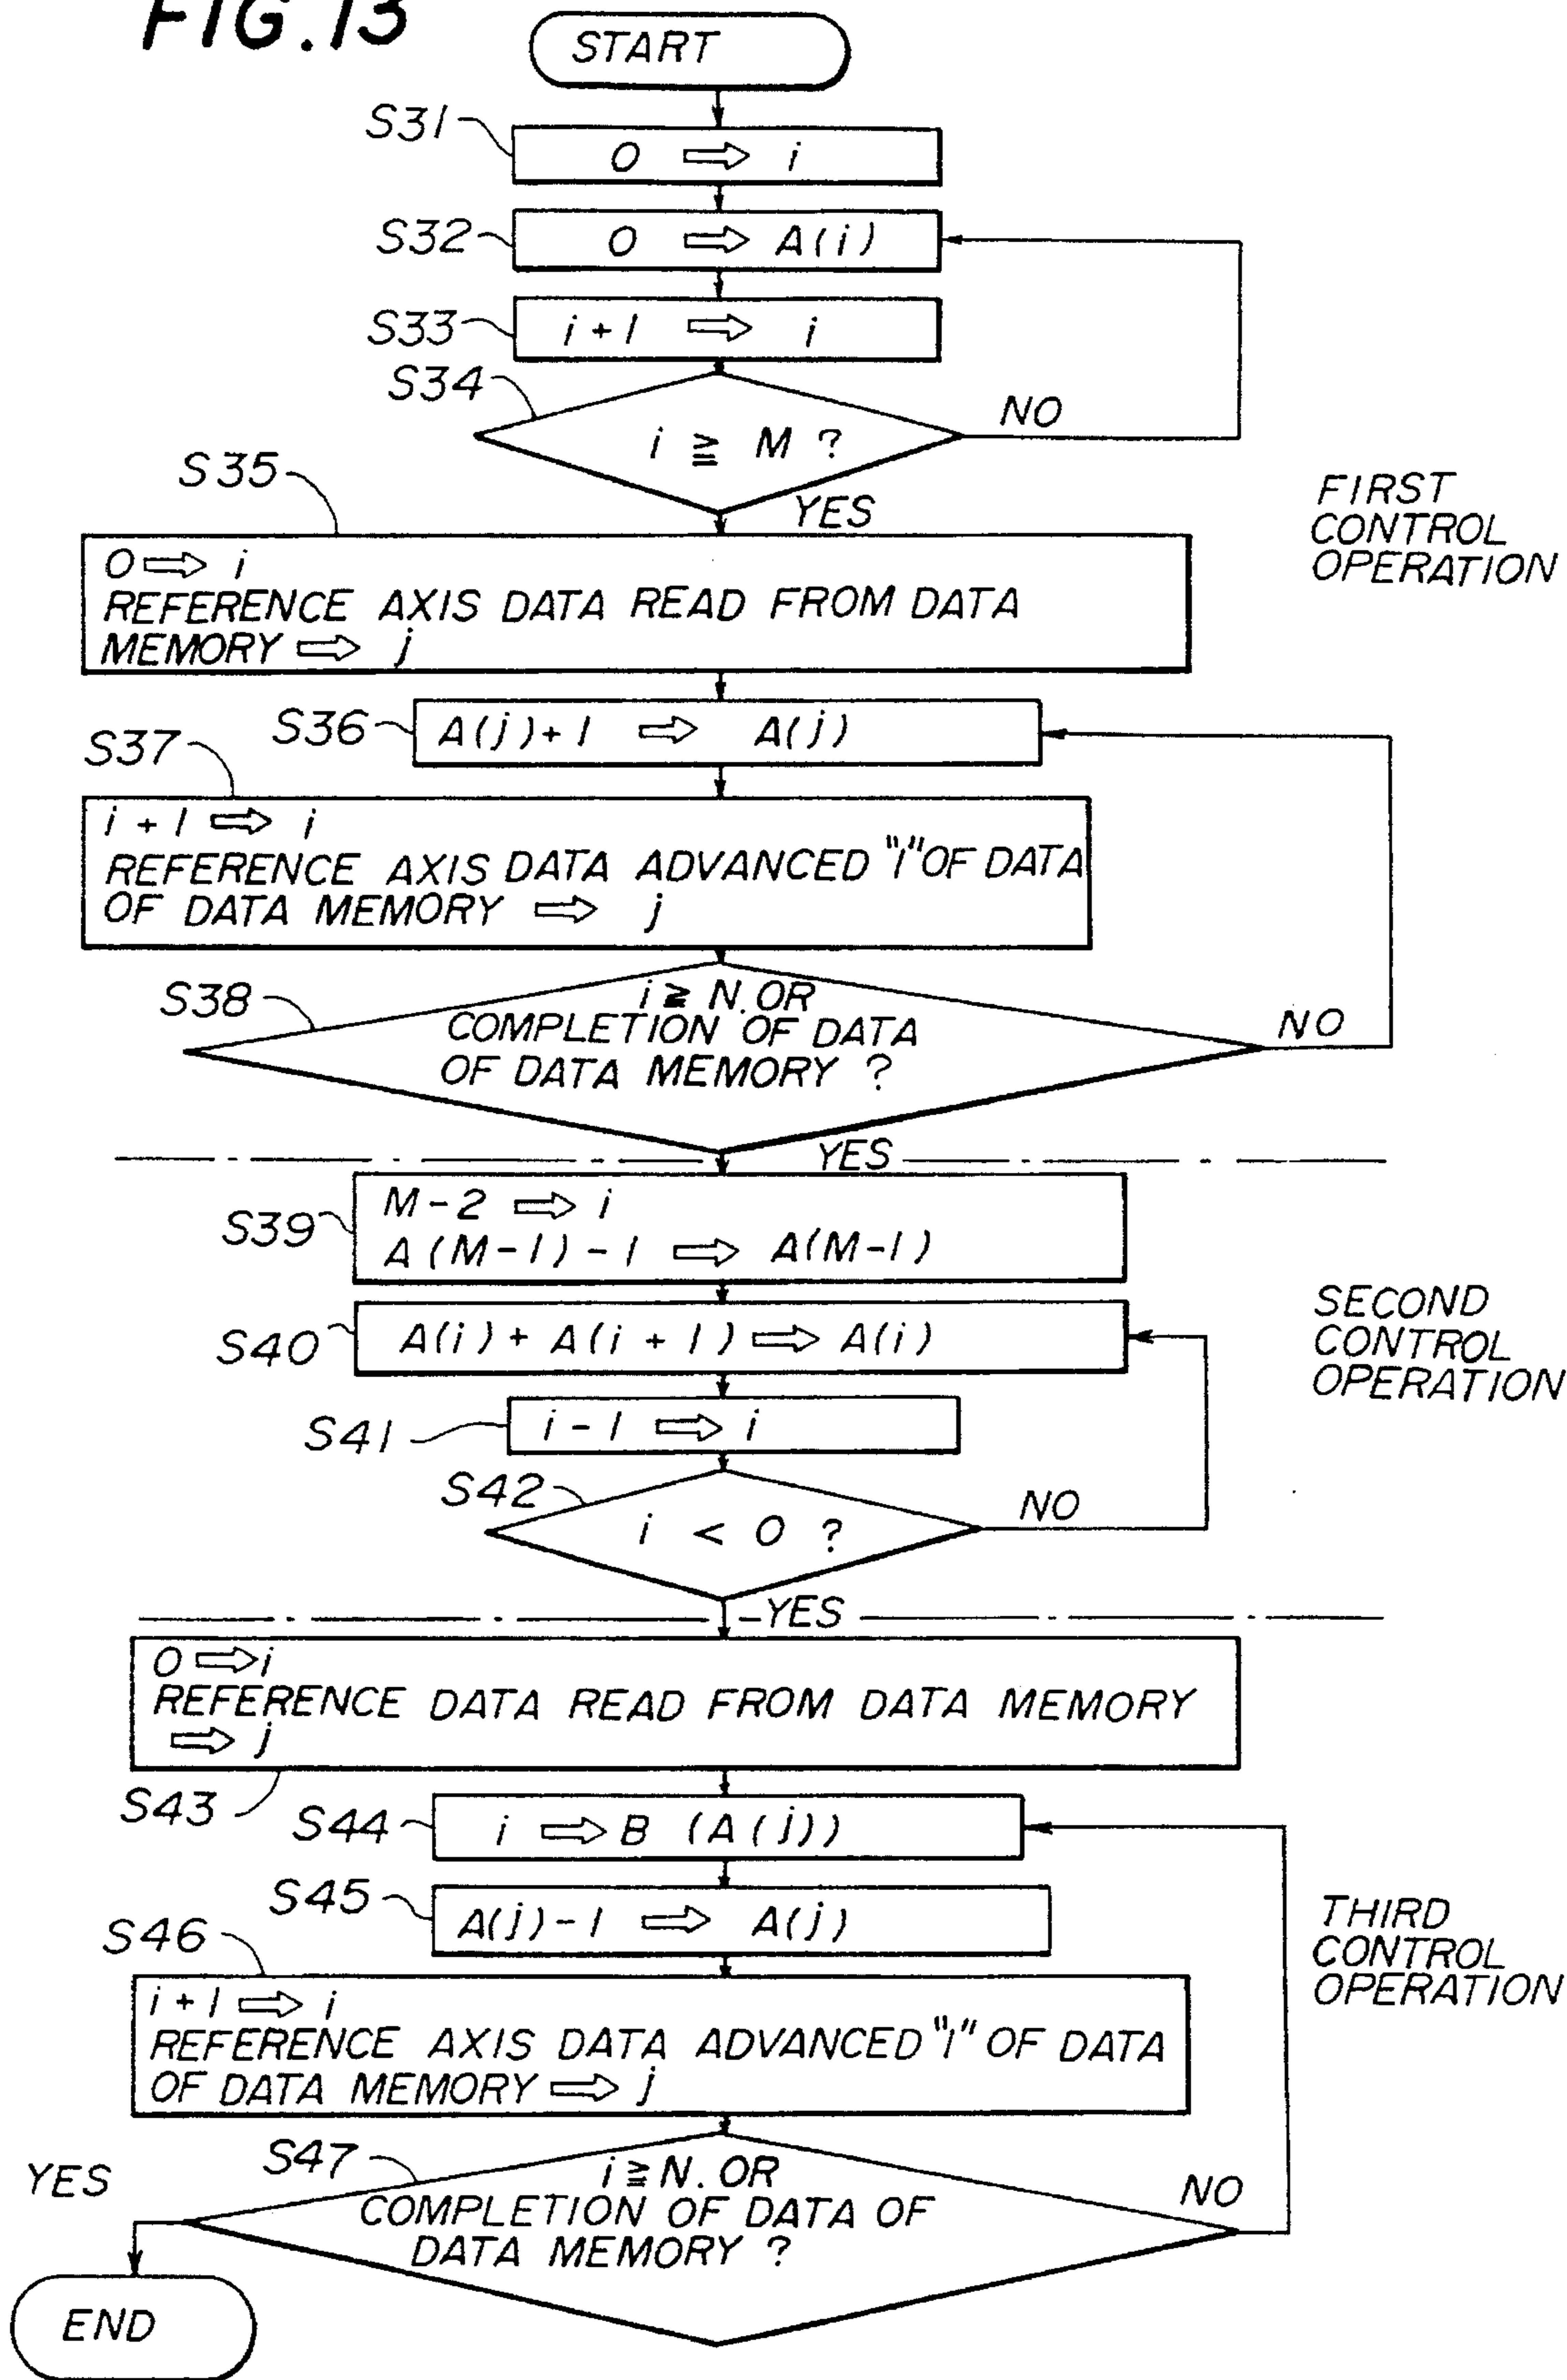 FIG.13
START
S31
0 ⇒ i
S32
0 ⇒ A(i)
S33
i+1 ⇒ i
S34
i ≧ M ?
NO
YES
FIRST
CONTROL
OPERATION
S35
0 ⇒ i
REFERENCE AXIS DATA READ FROM DATA
MEMORY ⇒ j
S36
A(j)+1 ⇒ A(j)
S37
i+1 ⇒ i
REFERENCE AXIS DATA ADVANCED "1" OF DATA
OF DATA MEMORY ⇒ j
S38
i ≧ N. OR
COMPLETION OF DATA
OF DATA MEMORY ?
NO
YES
S39
M-2 ⇒ i
A(M-1)-1 ⇒ A(M-1)
S40
A(i)+A(i+1) ⇒ A(i)
SECOND
CONTROL
OPERATION
S41
i-1 ⇒ i
S42
i < 0 ?
NO
YES
0 ⇒ i
REFERENCE DATA READ FROM DATA MEMORY
⇒ j
S43
S44
i ⇒ B (A(j))
S45
A(j)-1 ⇒ A(j)
THIRD
CONTROL
OPERATION
S46
i+1 ⇒ i
REFERENCE AXIS DATA ADVANCED "1" OF DATA
OF DATA MEMORY ⇒ j
S47
i ≧ N. OR
COMPLETION OF DATA OF
DATA MEMORY ?
YES
NO
END